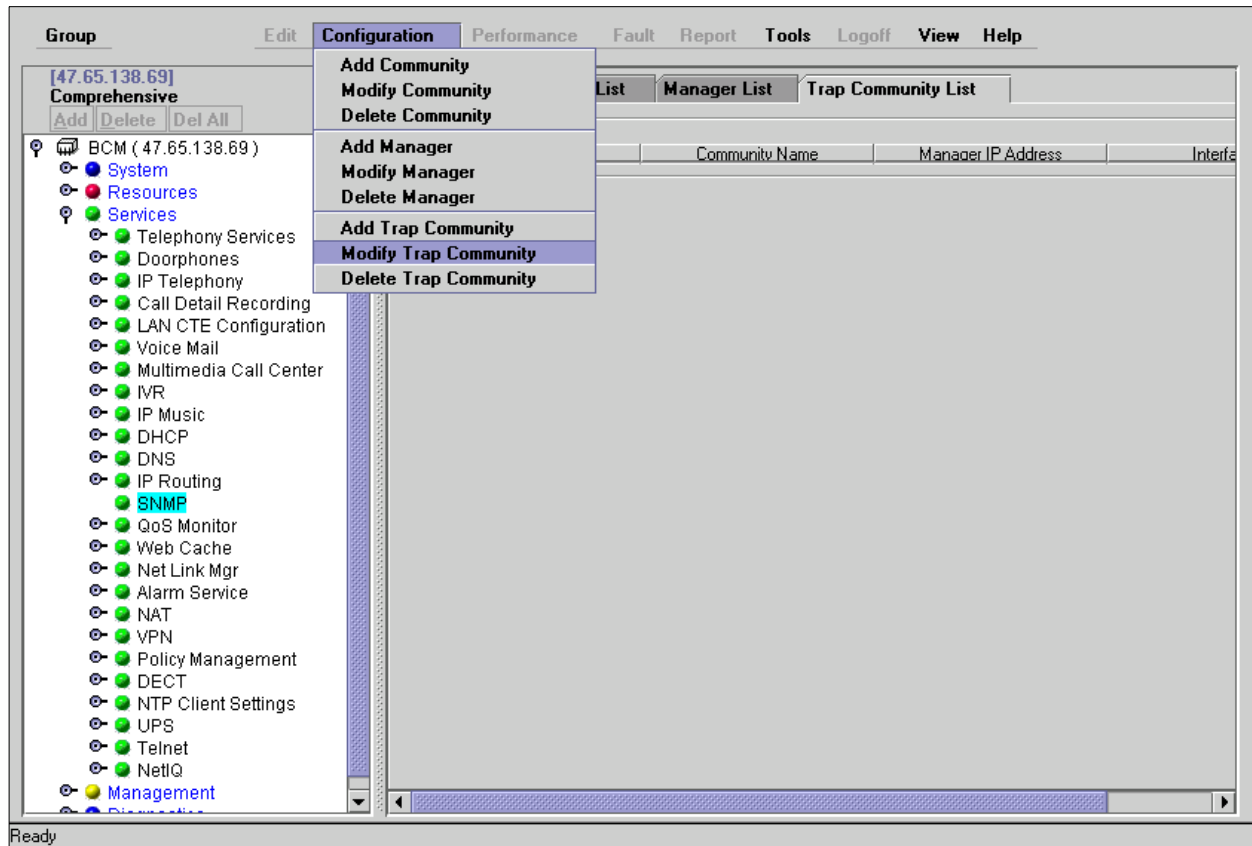 Group Edit Configuration Performance Fault Report Tools Logoff View Help
[47.65.138.69]
Comprehensive
Add Delete Del All
Add Community
Modify Community
Delete Community
Add Manager
Modify Manager
Delete Manager
Add Trap Community
Modify Trap Community
Delete Trap Community
List Manager List Trap Community List
Community Name Manager IP Address Interfa
BCM ( 47.65.138.69 )
System
Resources
Services
Telephony Services
Doorphones
IP Telephony
Call Detail Recording
LAN CTE Configuration
Voice Mail
Multimedia Call Center
IVR
IP Music
DHCP
DNS
IP Routing
SNMP
QoS Monitor
Web Cache
Net Link Mgr
Alarm Service
NAT
VPN
Policy Management
DECT
NTP Client Settings
UPS
Telnet
NetIQ
Management
Diagnostics
Ready